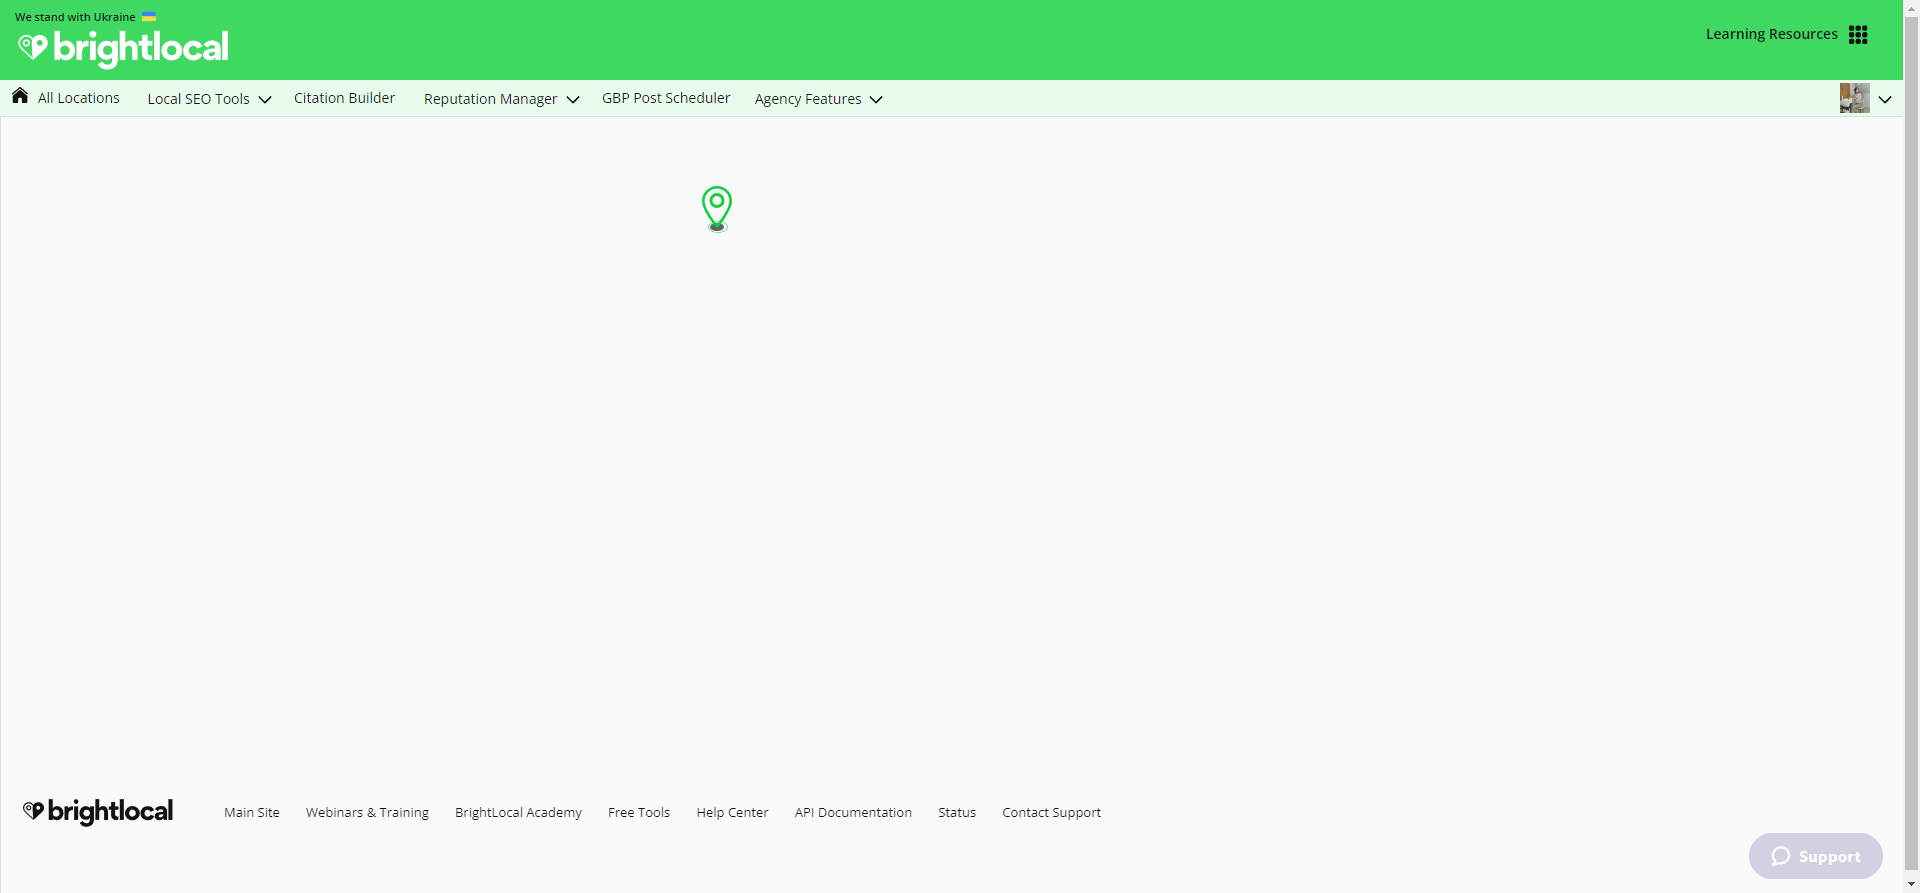 We stand with Ukraine
brightlocal
Learning Resources
All Locations
Local SEO Tools
Citation Builder
Reputation Manager
GBP Post Scheduler
Agency Features
brightlocal
Main Site
Webinars & Training
BrightLocal Academy
Free Tools
Help Center
API Documentation
Status
Contact Support
Support